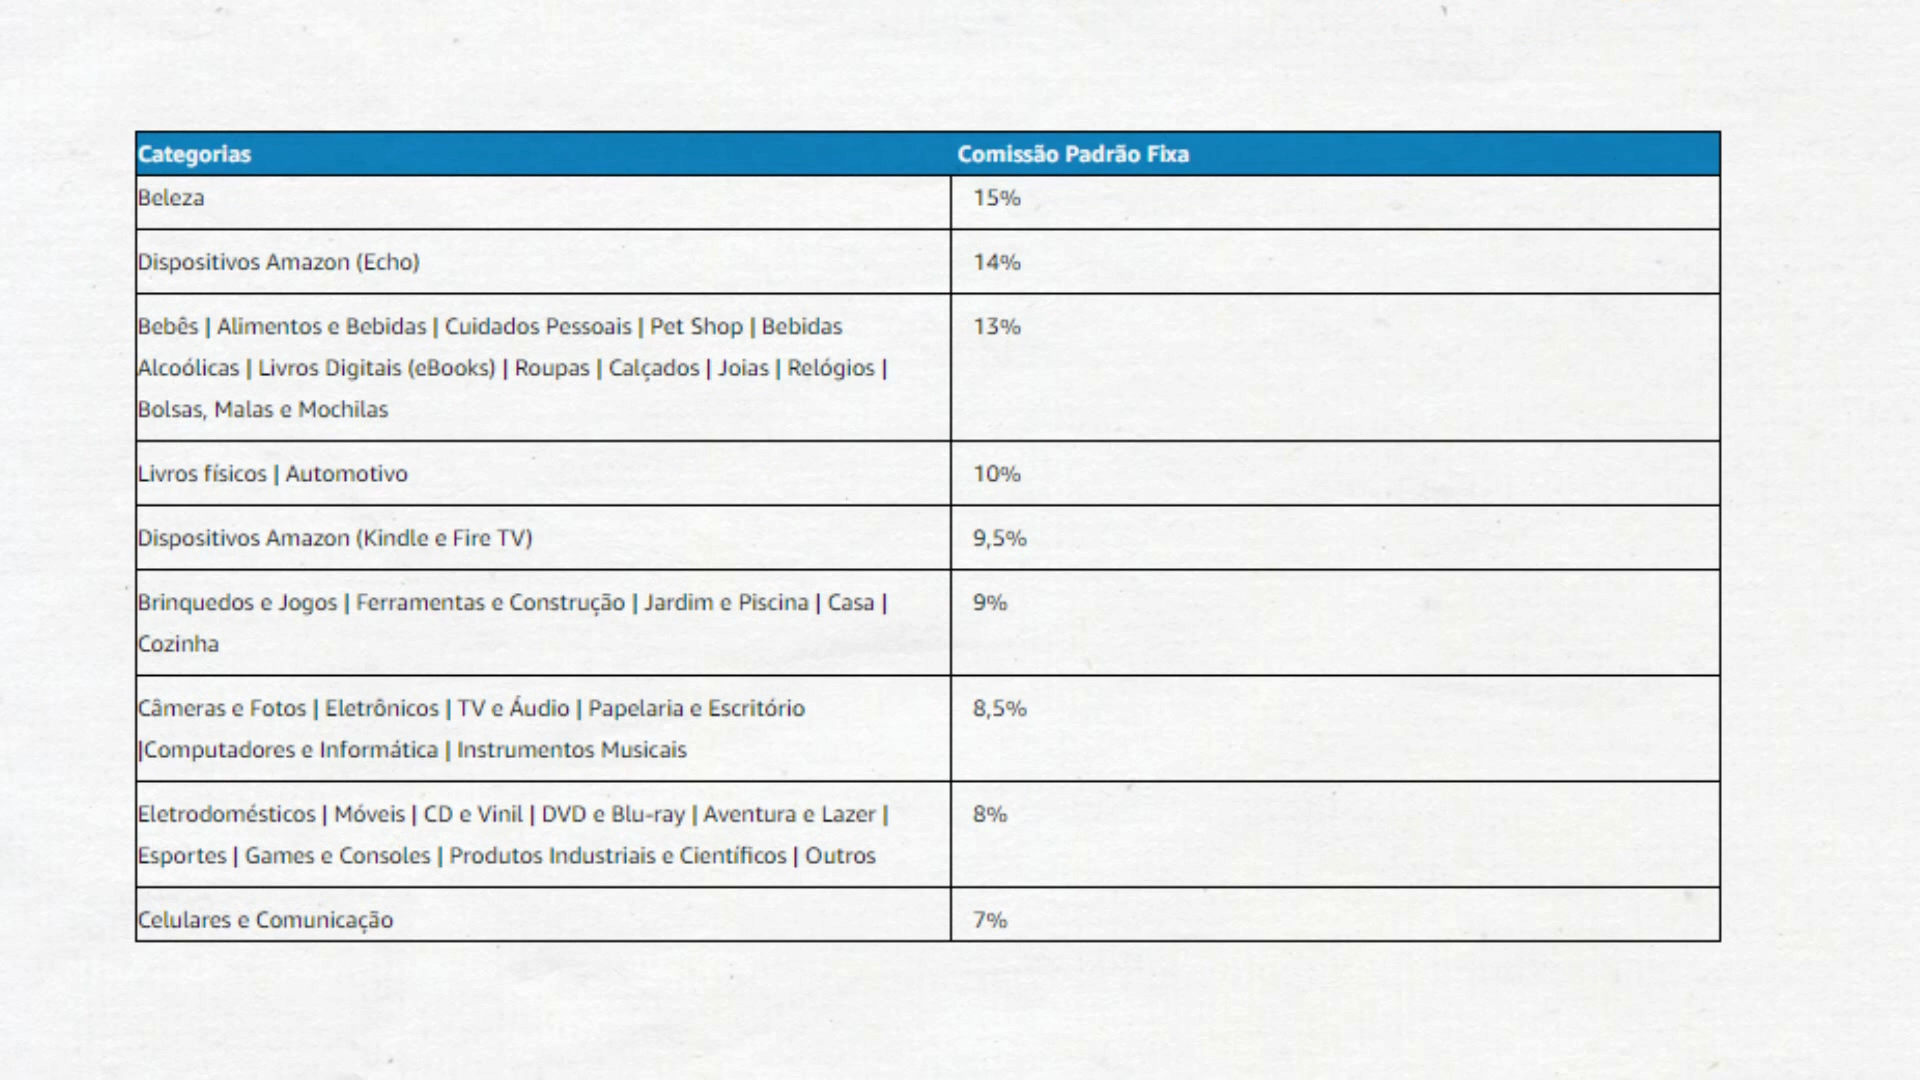 Categorias Comissão Padrão Fixa
Beleza 15%
Dispositivos Amazon (Echo) 14%
Bebês | Alimentos e Bebidas | Cuidados Pessoais | Pet Shop | Bebidas 13%
Alcoólicas | Livros Digitais (eBooks) | Roupas | Calçados | Joias | Relógios |
Bolsas, Malas e Mochilas
Livros físicos | Automotivo 10%
Dispositivos Amazon (Kindle e Fire TV) 9,5%
Brinquedos e Jogos | Ferramentas e Construção | Jardim e Piscina | Casa | 9%
Cozinha
Câmeras e Fotos | Eletrônicos | TV e Áudio | Papelaria e Escritório 8,5%
|Computadores e Informática | Instrumentos Musicais
Eletrodomésticos | Móveis | CD e Vinil | DVD e Blu-ray | Aventura e Lazer | 8%
Esportes | Games e Consoles | Produtos Industriais e Científicos | Outros
Celulares e Comunicação 7%